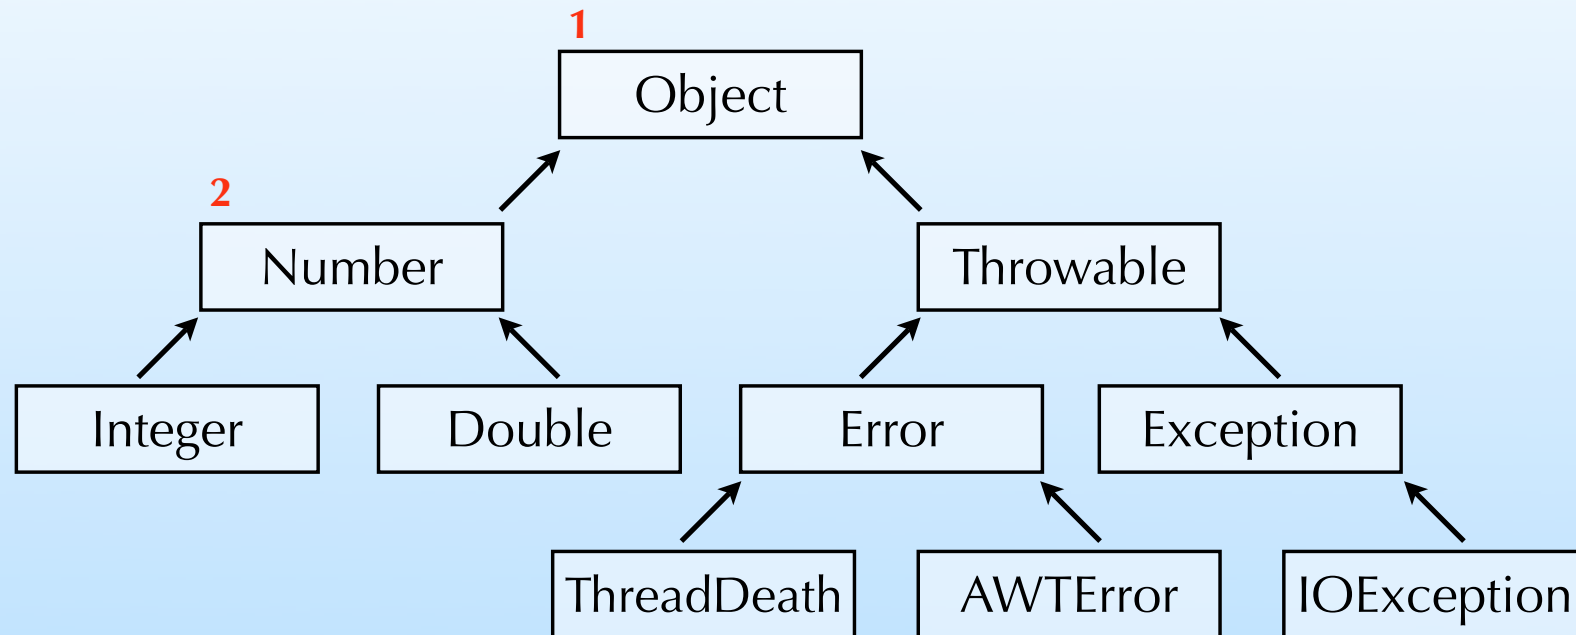 1
Object
2
Number
Throwable
Integer
Double
Error
Exception
ThreadDeath
AWTError
IOException